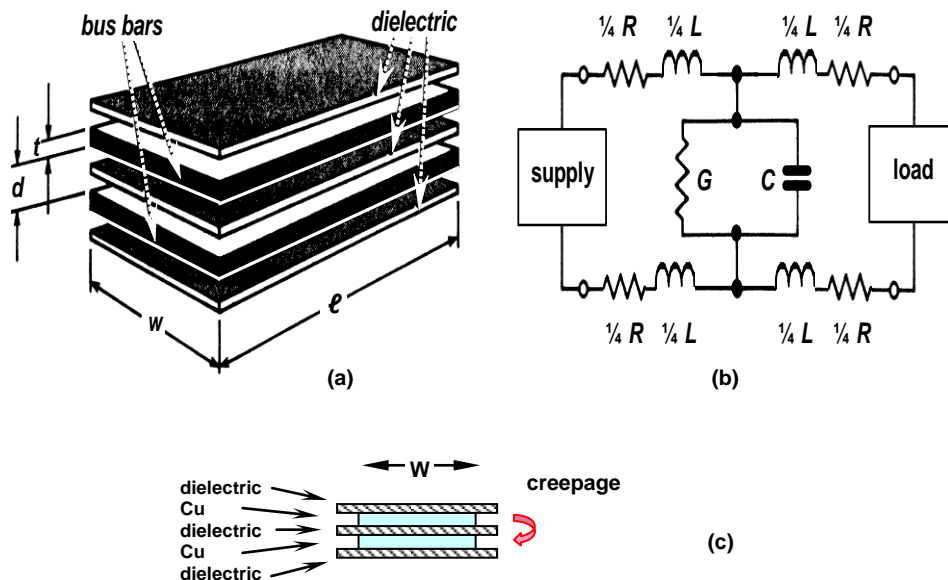 bus bars dielectric
t
d
w
ℓ
(a)
¼ R ¼ L ¼ L ¼ R
supply
G
C
load
¼ R ¼ L ¼ L ¼ R
(b)
W
creepage
dielectric
Cu
dielectric
Cu
dielectric
(c)